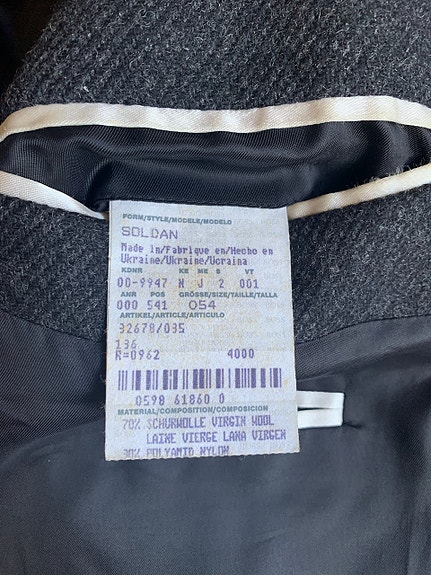 FORM/STYLE/MODELE/MODELO
SOLDAN
Made in/Fabrique en/Hecho en
Ukraine/Ukraine/Ucraina
KDNR KE ME S VT
00-9947 N J 2 001
ANR POS GRÖSSE/SIZE/TAILLE/TALLA
000 541 054
ARTIKEL/ARTICLE/ARTICULO
32678/035
136
R=0962 4000
0598 61860 0
MATERIAL/COMPOSITION/COMPOSICION
70% SCHURWOLLE VIRGIN WOOL
LAINE VIERGE LANA VIRGEN
30% POLYAMID NYLON